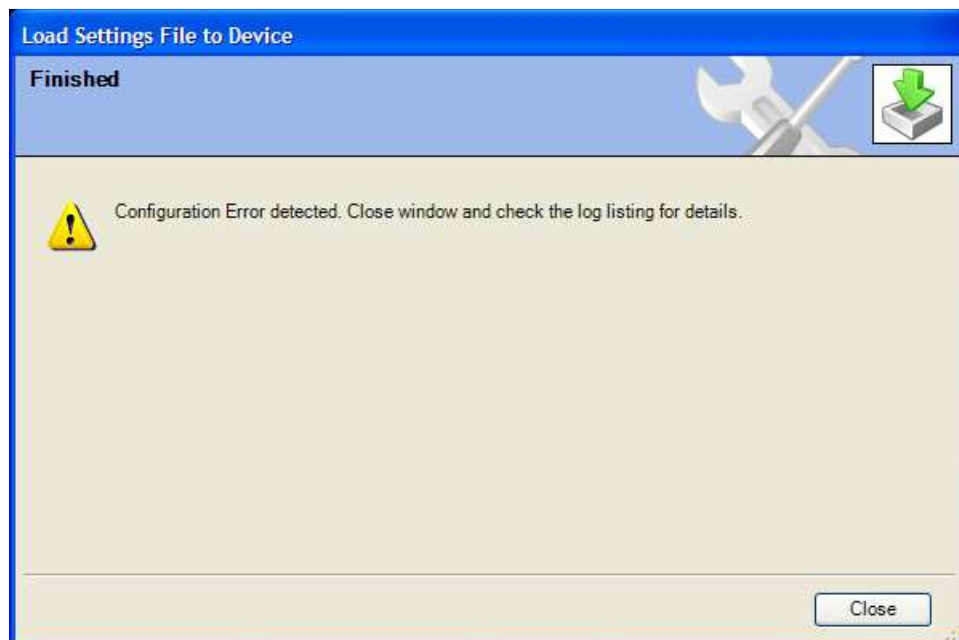 Load Settings File to Device
Finished
Configuration Error detected. Close window and check the log listing for details.
Close